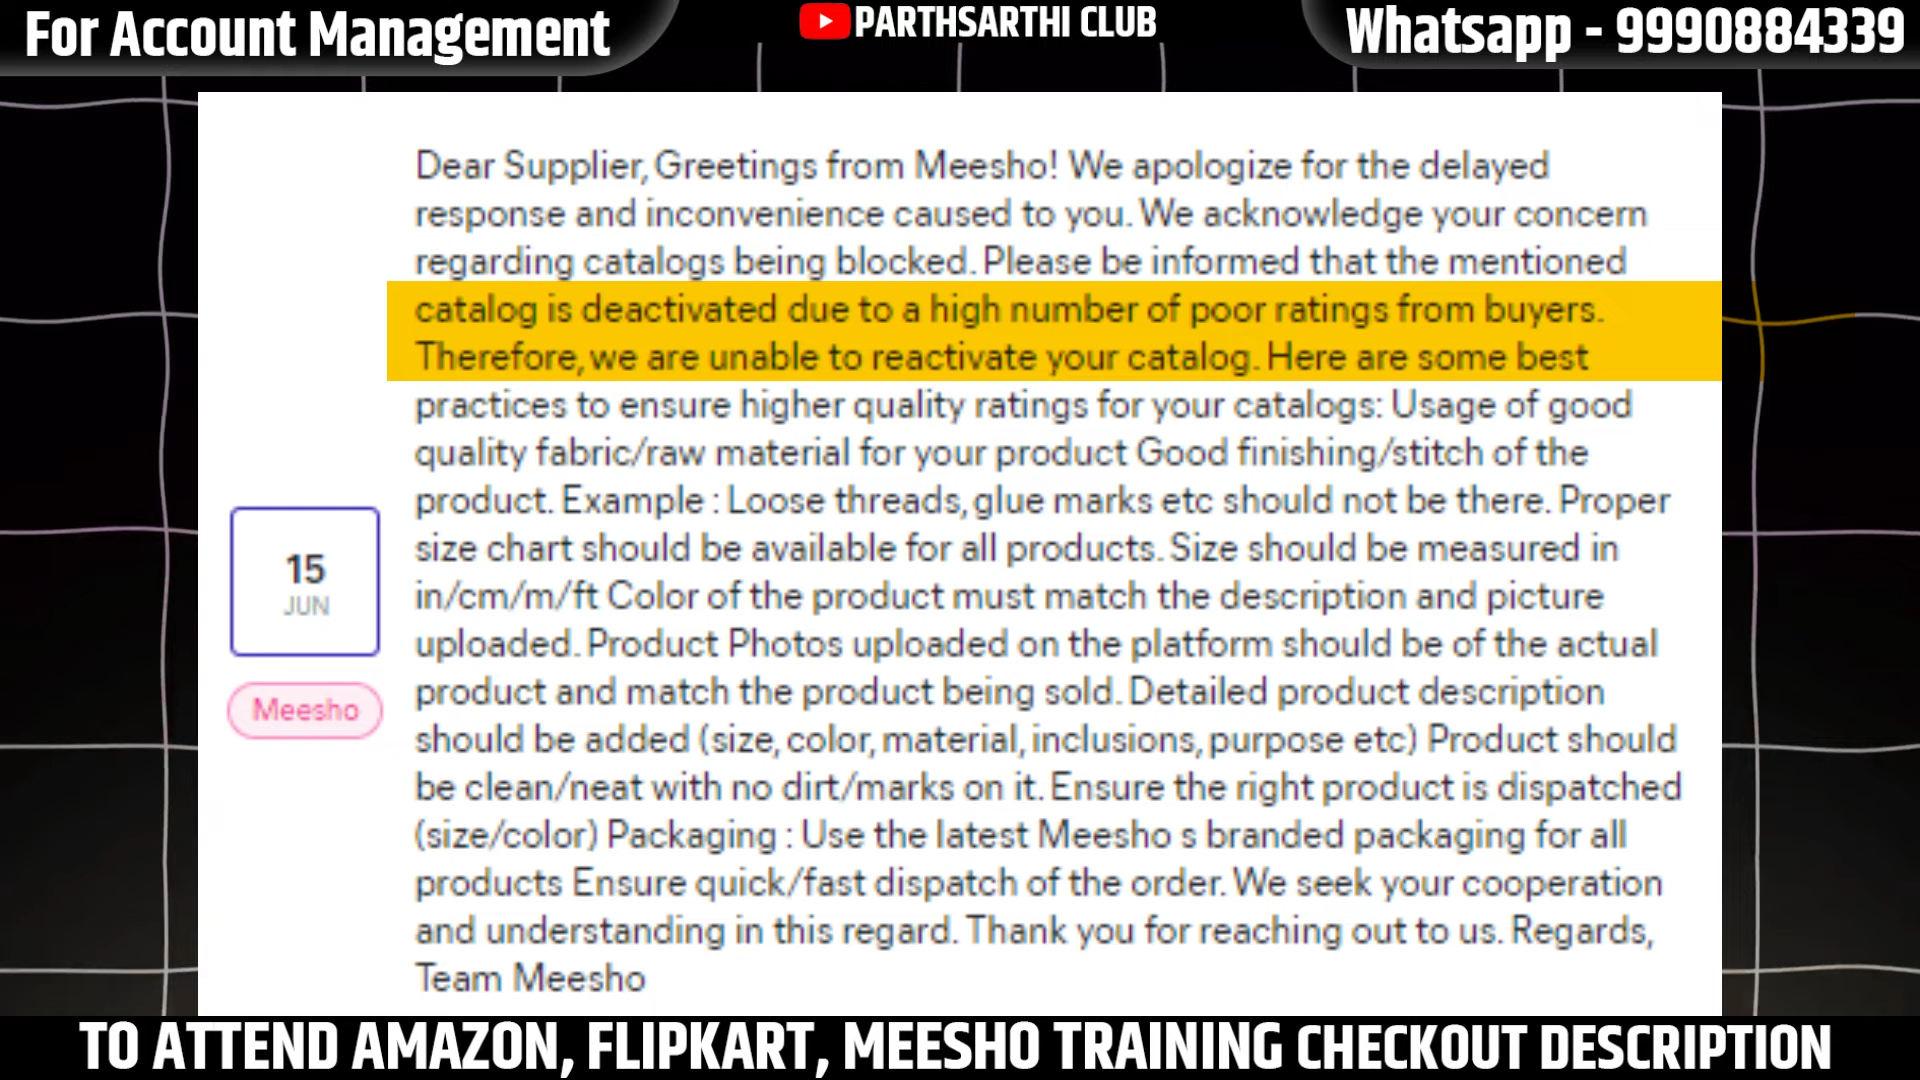 For Account Management
PARTHSARTHI CLUB
Whatsapp - 9990884339
Dear Supplier, Greetings from Meesho! We apologize for the delayed
response and inconvenience caused to you. We acknowledge your concern
regarding catalogs being blocked. Please be informed that the mentioned
catalog is deactivated due to a high number of poor ratings from buyers.
Therefore, we are unable to reactivate your catalog. Here are some best
practices to ensure higher quality ratings for your catalogs: Usage of good
quality fabric/raw material for your product Good finishing/stitch of the
product. Example : Loose threads, glue marks etc should not be there. Proper
size chart should be available for all products. Size should be measured in
in/cm/m/ft Color of the product must match the description and picture
uploaded. Product Photos uploaded on the platform should be of the actual
product and match the product being sold. Detailed product description
should be added (size, color, material, inclusions, purpose etc) Product should
be clean/neat with no dirt/marks on it. Ensure the right product is dispatched
(size/color) Packaging : Use the latest Meesho s branded packaging for all
products Ensure quick/fast dispatch of the order. We seek your cooperation
and understanding in this regard. Thank you for reaching out to us. Regards,
Team Meesho
15
JUN
Meesho
TO ATTEND AMAZON, FLIPKART, MEESHO TRAINING CHECKOUT DESCRIPTION